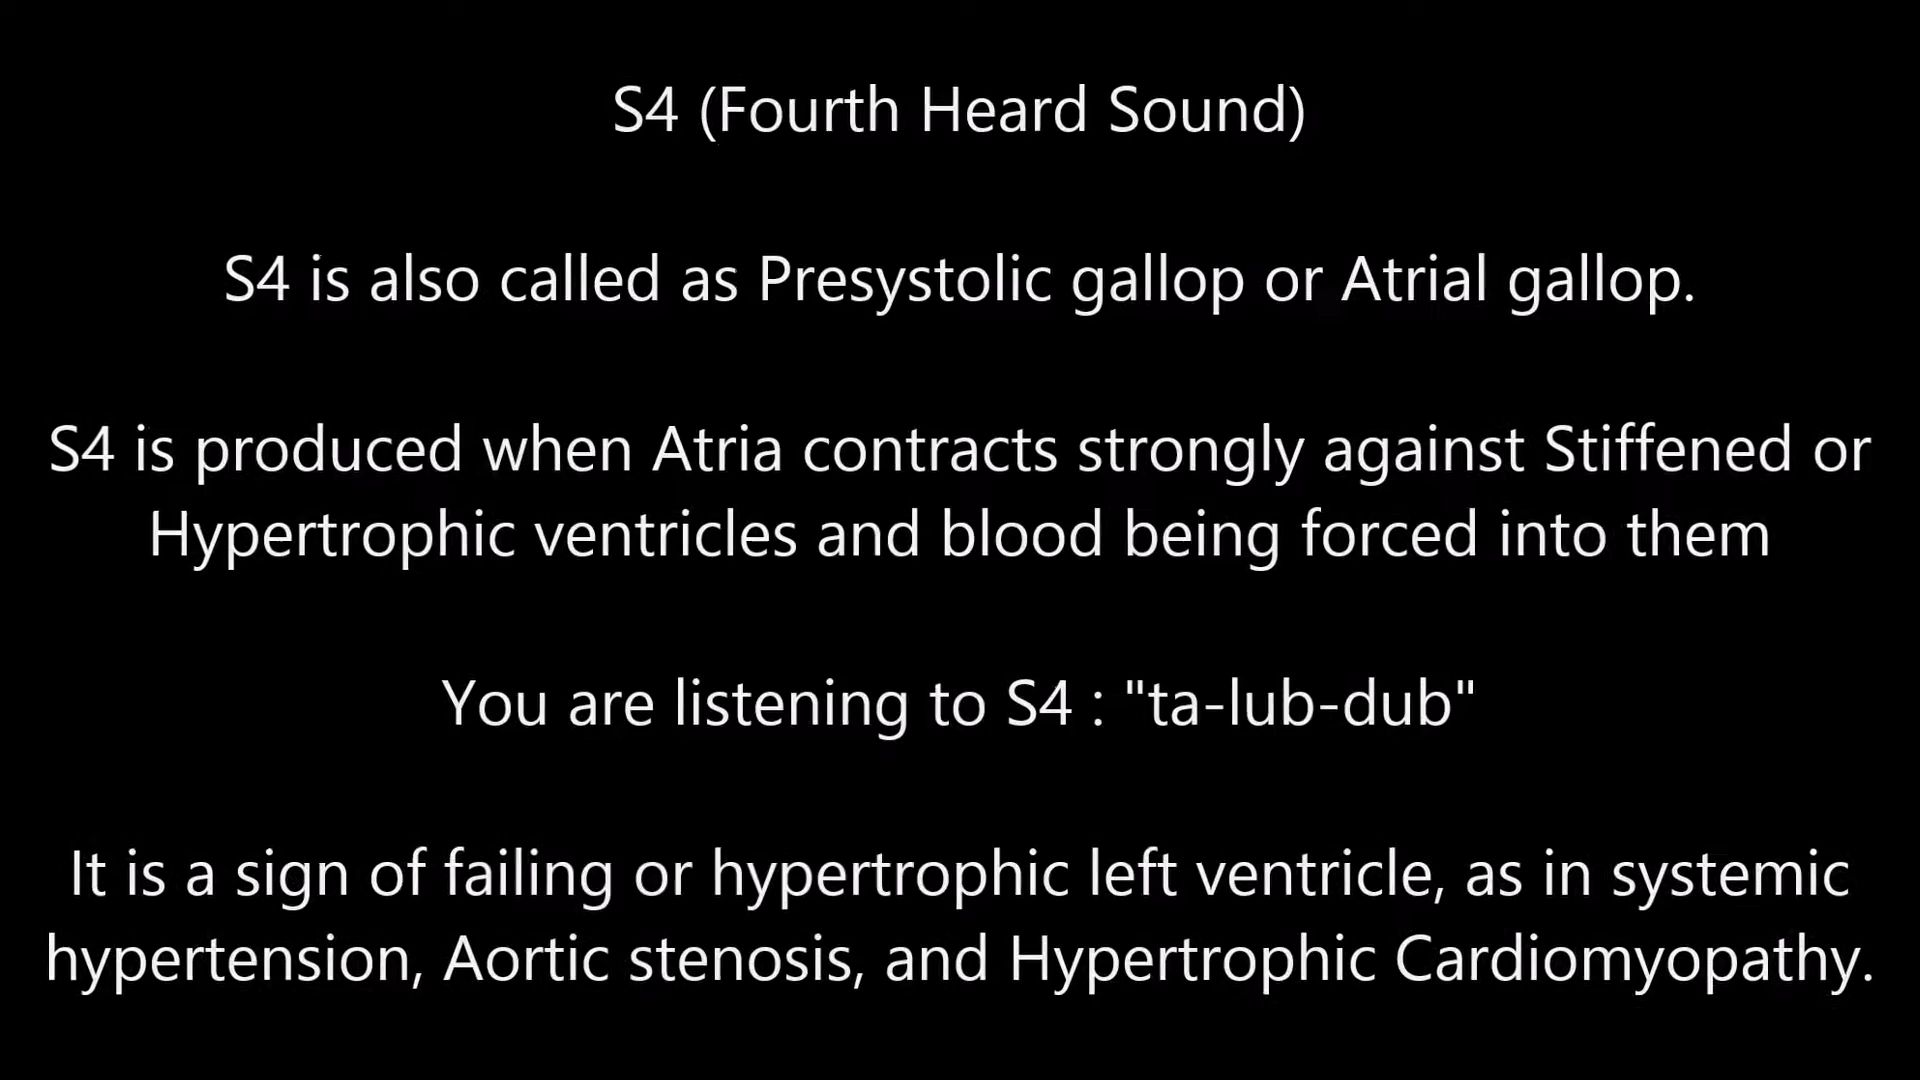 S4 (Fourth Heard Sound)
S4 is also called as Presystolic gallop or Atrial gallop.
S4 is produced when Atria contracts strongly against Stiffened or
Hypertrophic ventricles and blood being forced into them
You are listening to S4 : "ta-lub-dub"
It is a sign of failing or hypertrophic left ventricle, as in systemic
hypertension, Aortic stenosis, and Hypertrophic Cardiomyopathy.